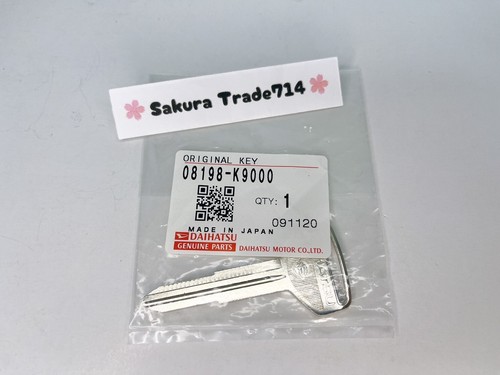 Sakura Trade714
ORIGINAL KEY
08198-K9000
QTY: 1
091120
MADE IN JAPAN
DAIHATSU
GENUINE PARTS
DAIHATSU MOTOR CO.,LTD.